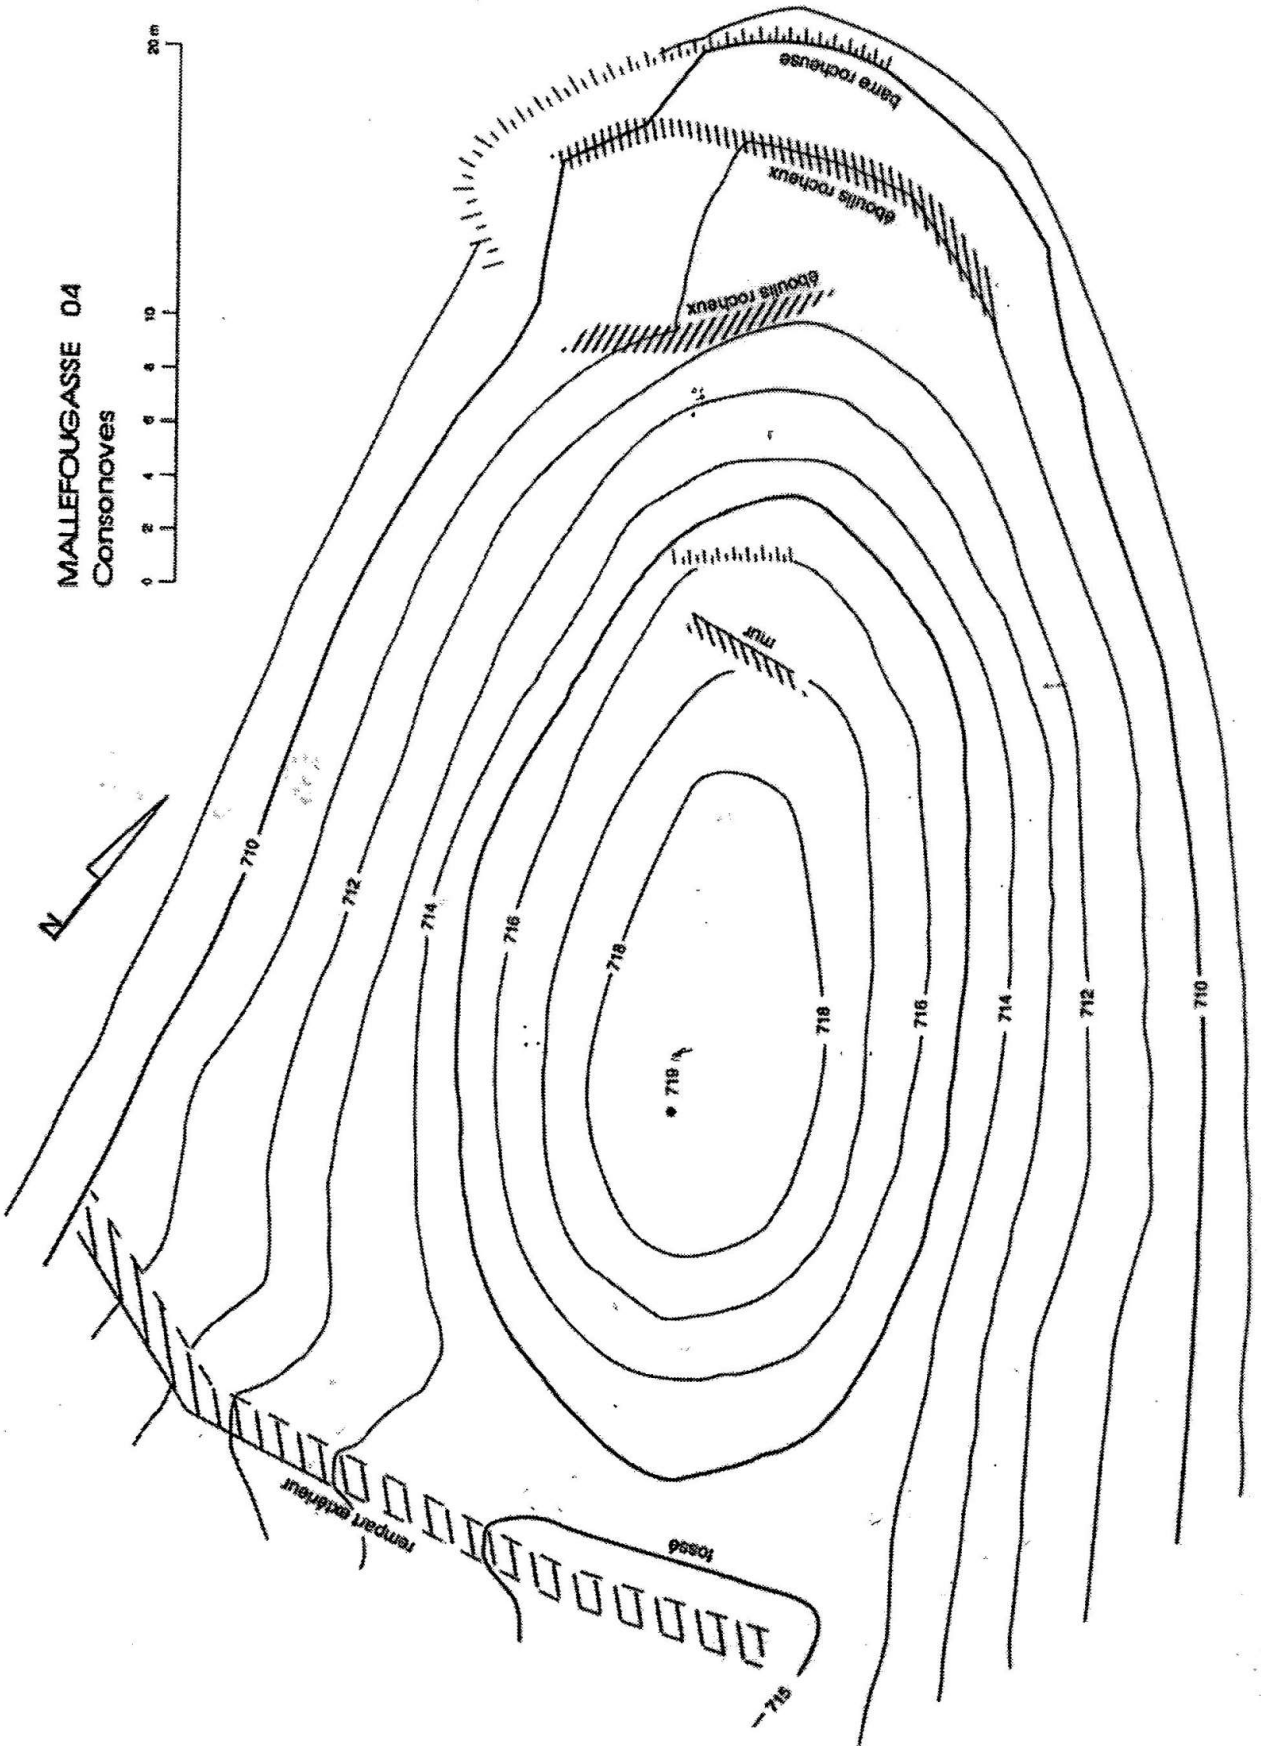 MALLEFOUGASSE 04
Consonoves
0 2 4 6 8 10 20 m
N
barre rocheuse
éboulis rocheux
éboulis rocheux
mur
710
712
714
716
718
719
718
716
714
712
710
rempart extérieur
fossé
715